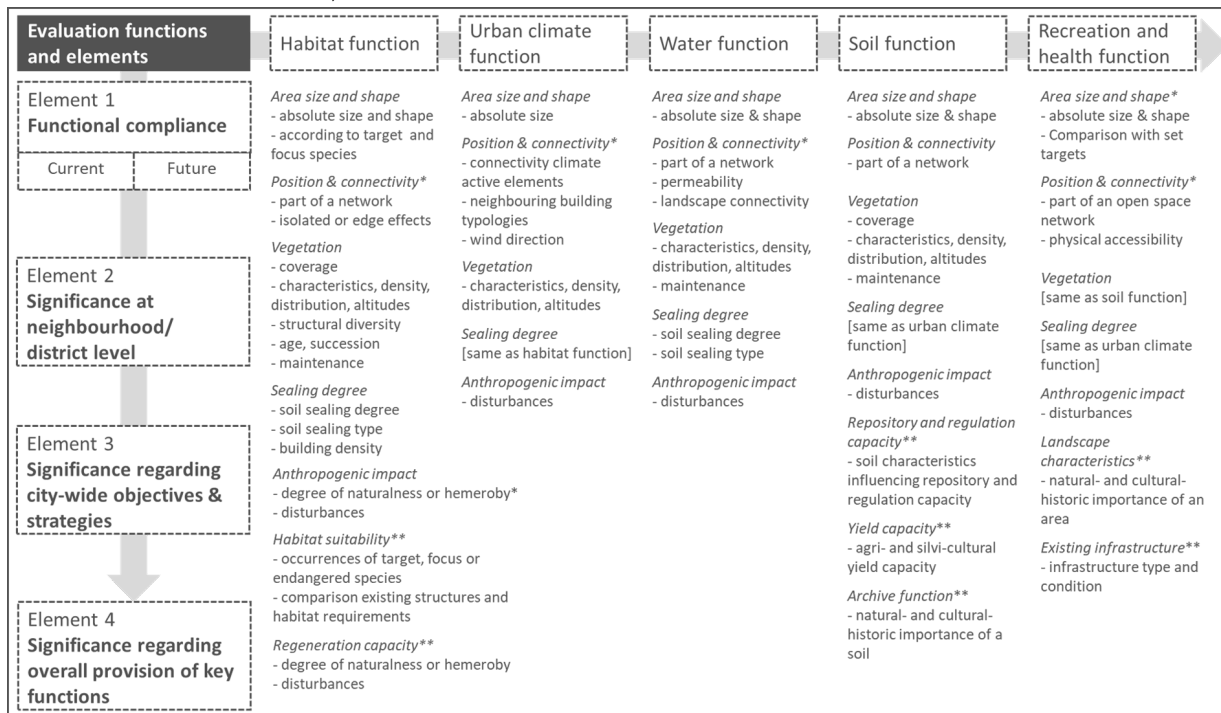 Evaluation functions
and elements
Habitat function
Urban climate
function
Water function
Soil function
Recreation and
health function
Element 1
Functional compliance
Current
Future
Element 2
Significance at
neighbourhood/
district level
Element 3
Significance regarding
city-wide objectives &
strategies
Element 4
Significance regarding
overall provision of key
functions
Area size and shape
- absolute size and shape
- according to target and
focus species
Position & connectivity*
- part of a network
- isolated or edge effects
Vegetation
- coverage
- characteristics, density,
distribution, altitudes
- structural diversity
- age, succession
- maintenance
Sealing degree
- soil sealing degree
- soil sealing type
- building density
Anthropogenic impact
- degree of naturalness or hemeroby*
- disturbances
Habitat suitability**
- occurrences of target, focus or
endangered species
- comparison existing structures and
habitat requirements
Regeneration capacity**
- degree of naturalness or hemeroby
- disturbances
Area size and shape
- absolute size
Position & connectivity*
- connectivity climate
active elements
- neighbouring building
typologies
- wind direction
Vegetation
- characteristics, density,
distribution, altitudes
Sealing degree
[same as habitat function]
Anthropogenic impact
- disturbances
Area size and shape
- absolute size & shape
Position & connectivity*
- part of a network
- permeability
- landscape connectivity
Vegetation
- characteristics, density,
distribution, altitudes
- maintenance
Sealing degree
- soil sealing degree
- soil sealing type
Anthropogenic impact
- disturbances
Area size and shape
- absolute size & shape
Position & connectivity
- part of a network
Vegetation
- coverage
- characteristics, density,
distribution, altitudes
- maintenance
Sealing degree
[same as urban climate
function]
Anthropogenic impact
- disturbances
Repository and regulation
capacity**
- soil characteristics
influencing repository and
regulation capacity
Yield capacity**
- agri- and silvi-cultural
yield capacity
Archive function**
- natural- and cultural-
historic importance of a
soil
Area size and shape*
- absolute size & shape
- Comparison with set
targets
Position & connectivity*
- part of an open space
network
- physical accessibility
Vegetation
[same as soil function]
Sealing degree
[same as urban climate
function]
Anthropogenic impact
- disturbances
Landscape
characteristics**
- natural- and cultural-
historic importance of an
area
Existing infrastructure**
- infrastructure type and
condition